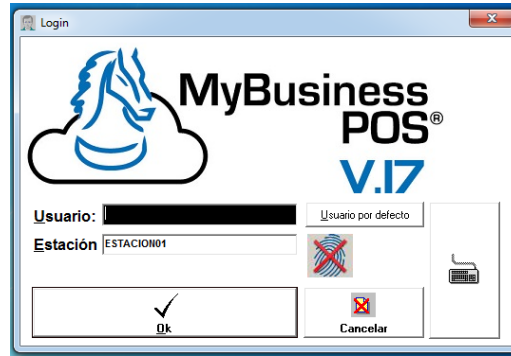 Login
MyBusiness
POS®
V.17
Usuario:
Usuario por defecto
Estación ESTACION01
Ok
Cancelar